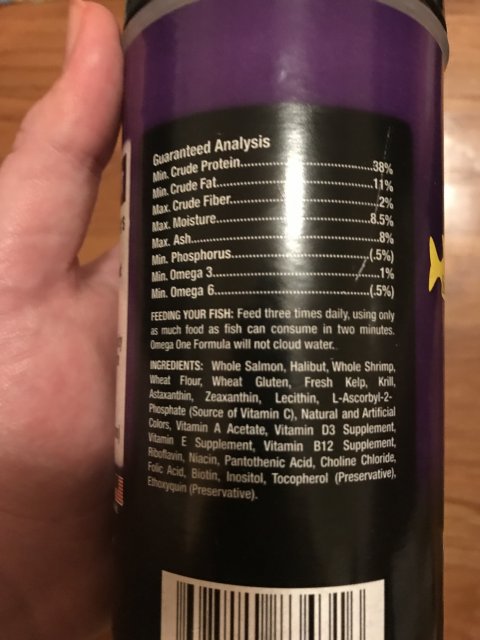 Guaranteed Analysis
Min. Crude Protein...........................38%
Min. Crude Fat................................11%
Max. Crude Fiber..............................2%
Max. Moisture................................8.5%
Max. Ash.......................................8%
Min. Phosphorus............................(.5%)
Min. Omega 3..................................1%
Min. Omega 6...............................(.5%)
FEEDING YOUR FISH: Feed three times daily, using only
as much food as fish can consume in two minutes.
Omega One Formula will not cloud water.
INGREDIENTS: Whole Salmon, Halibut, Whole Shrimp,
Wheat Flour, Wheat Gluten, Fresh Kelp, Krill,
Astaxanthin, Zeaxanthin, Lecithin, L-Ascorbyl-2-
Phosphate (Source of Vitamin C), Natural and Artificial
Colors, Vitamin A Acetate, Vitamin D3 Supplement,
Vitamin E Supplement, Vitamin B12 Supplement,
Riboflavin, Niacin, Pantothenic Acid, Choline Chloride,
Folic Acid, Biotin, Inositol, Tocopherol (Preservative),
Ethoxyquin (Preservative).